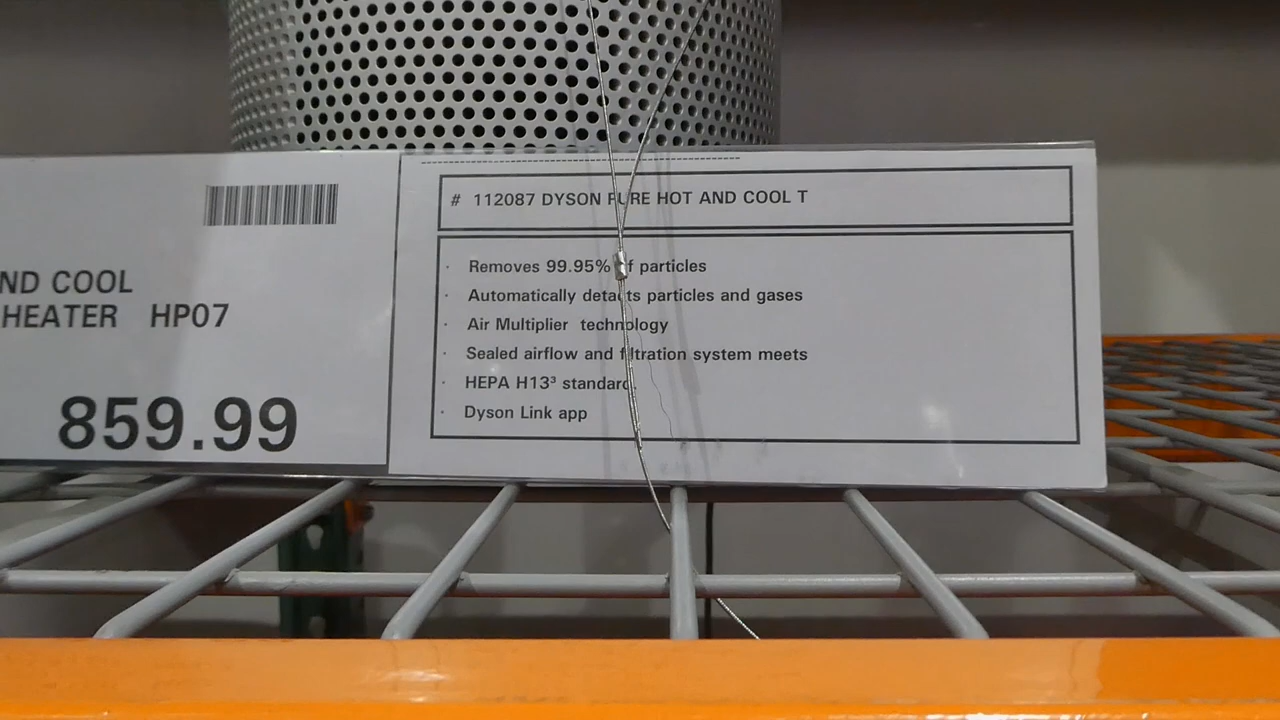 ND COOL
HEATER HP07
859.99
# 112087 DYSON PURE HOT AND COOL T
· Removes 99.95% of particles
· Automatically detects particles and gases
· Air Multiplier technology
· Sealed airflow and filtration system meets
· HEPA H13³ standard.
· Dyson Link app